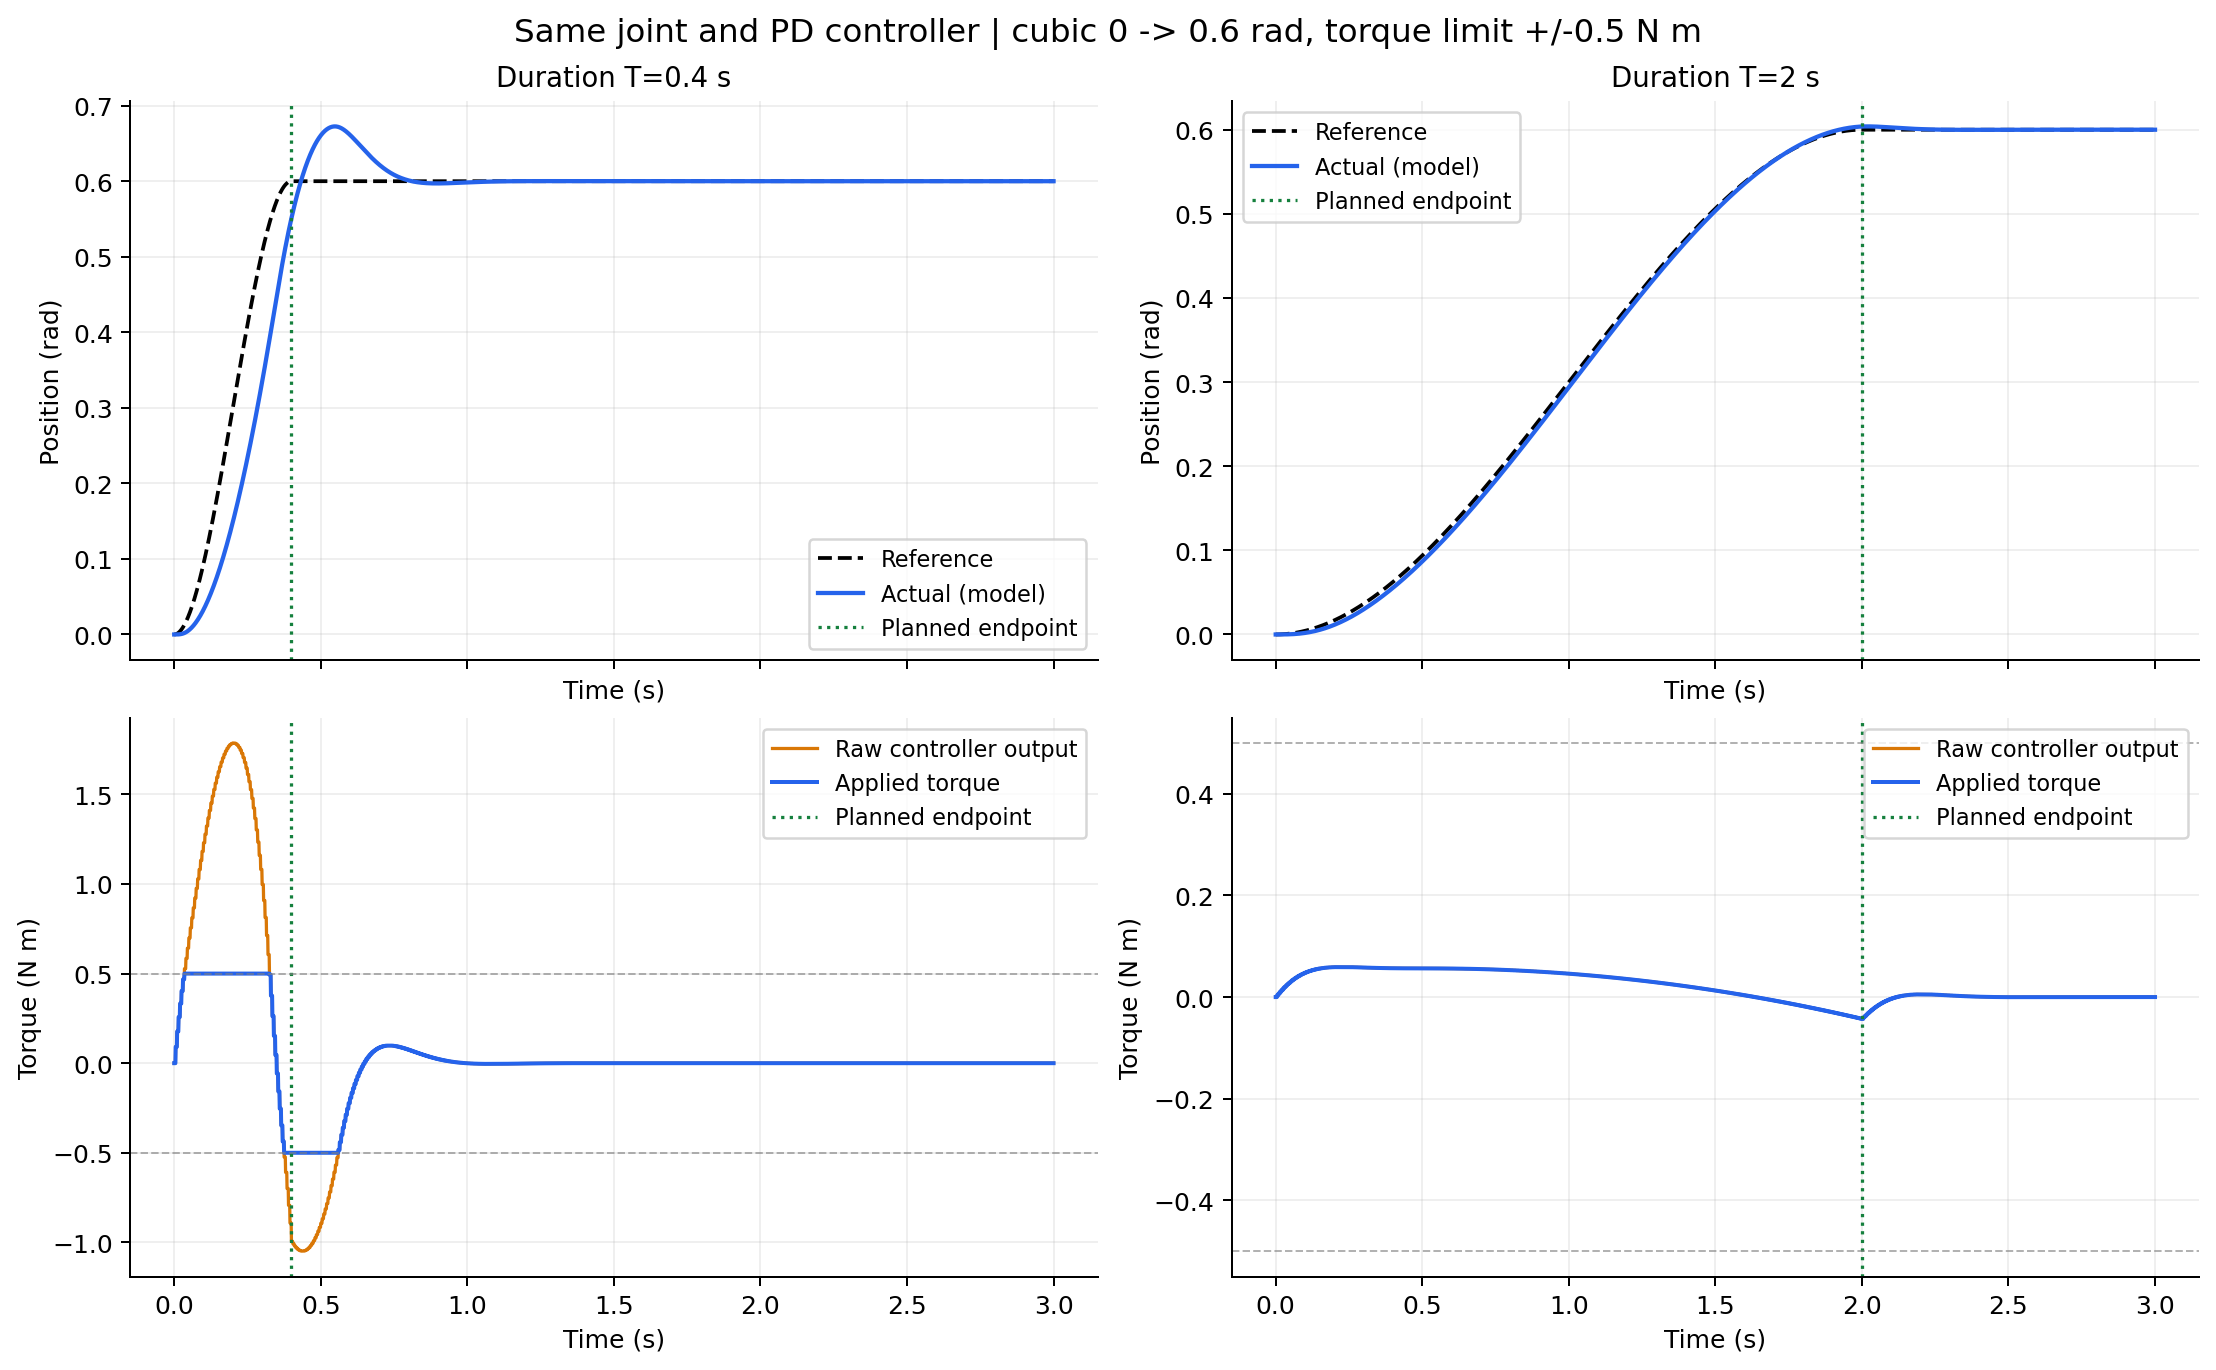 Same joint and PD controller | cubic 0 -> 0.6 rad, torque limit +/-0.5 N m
Duration T=0.4 s
0.7
0.6
0.5
0.4
0.3
0.2
0.1
0.0
Position (rad)
Reference
Actual (model)
Planned endpoint
Time (s)
Duration T=2 s
0.6
0.5
0.4
0.3
0.2
0.1
0.0
Position (rad)
Reference
Actual (model)
Planned endpoint
Time (s)
1.5
1.0
0.5
0.0
−0.5
−1.0
Torque (N m)
Raw controller output
Applied torque
Planned endpoint
0.0 0.5 1.0 1.5 2.0 2.5 3.0
Time (s)
0.4
0.2
0.0
−0.2
−0.4
Torque (N m)
Raw controller output
Applied torque
Planned endpoint
0.0 0.5 1.0 1.5 2.0 2.5 3.0
Time (s)